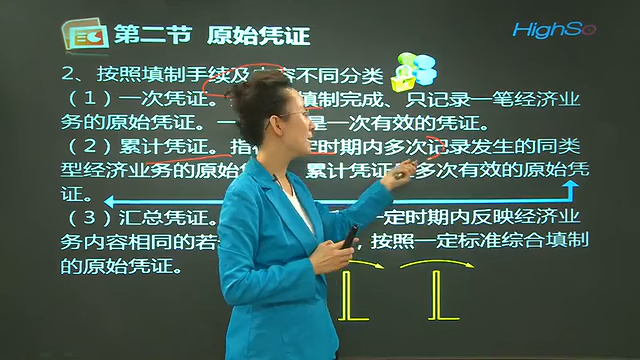 第二节 原始凭证
HighSo
2、按照填制手续及 容不同分类
（1）一次凭证。 填制完成、只记录一笔经济业
务的原始凭证。一 是一次有效的凭证。
（2）累计凭证。指 定时期内多次记录发生的同类
型经济业务的原始凭 累计凭证 多次有效的原始凭
证。
（3）汇总凭证。 一定时期内反映经济业
务内容相同的若 按照一定标准综合填制
的原始凭证。